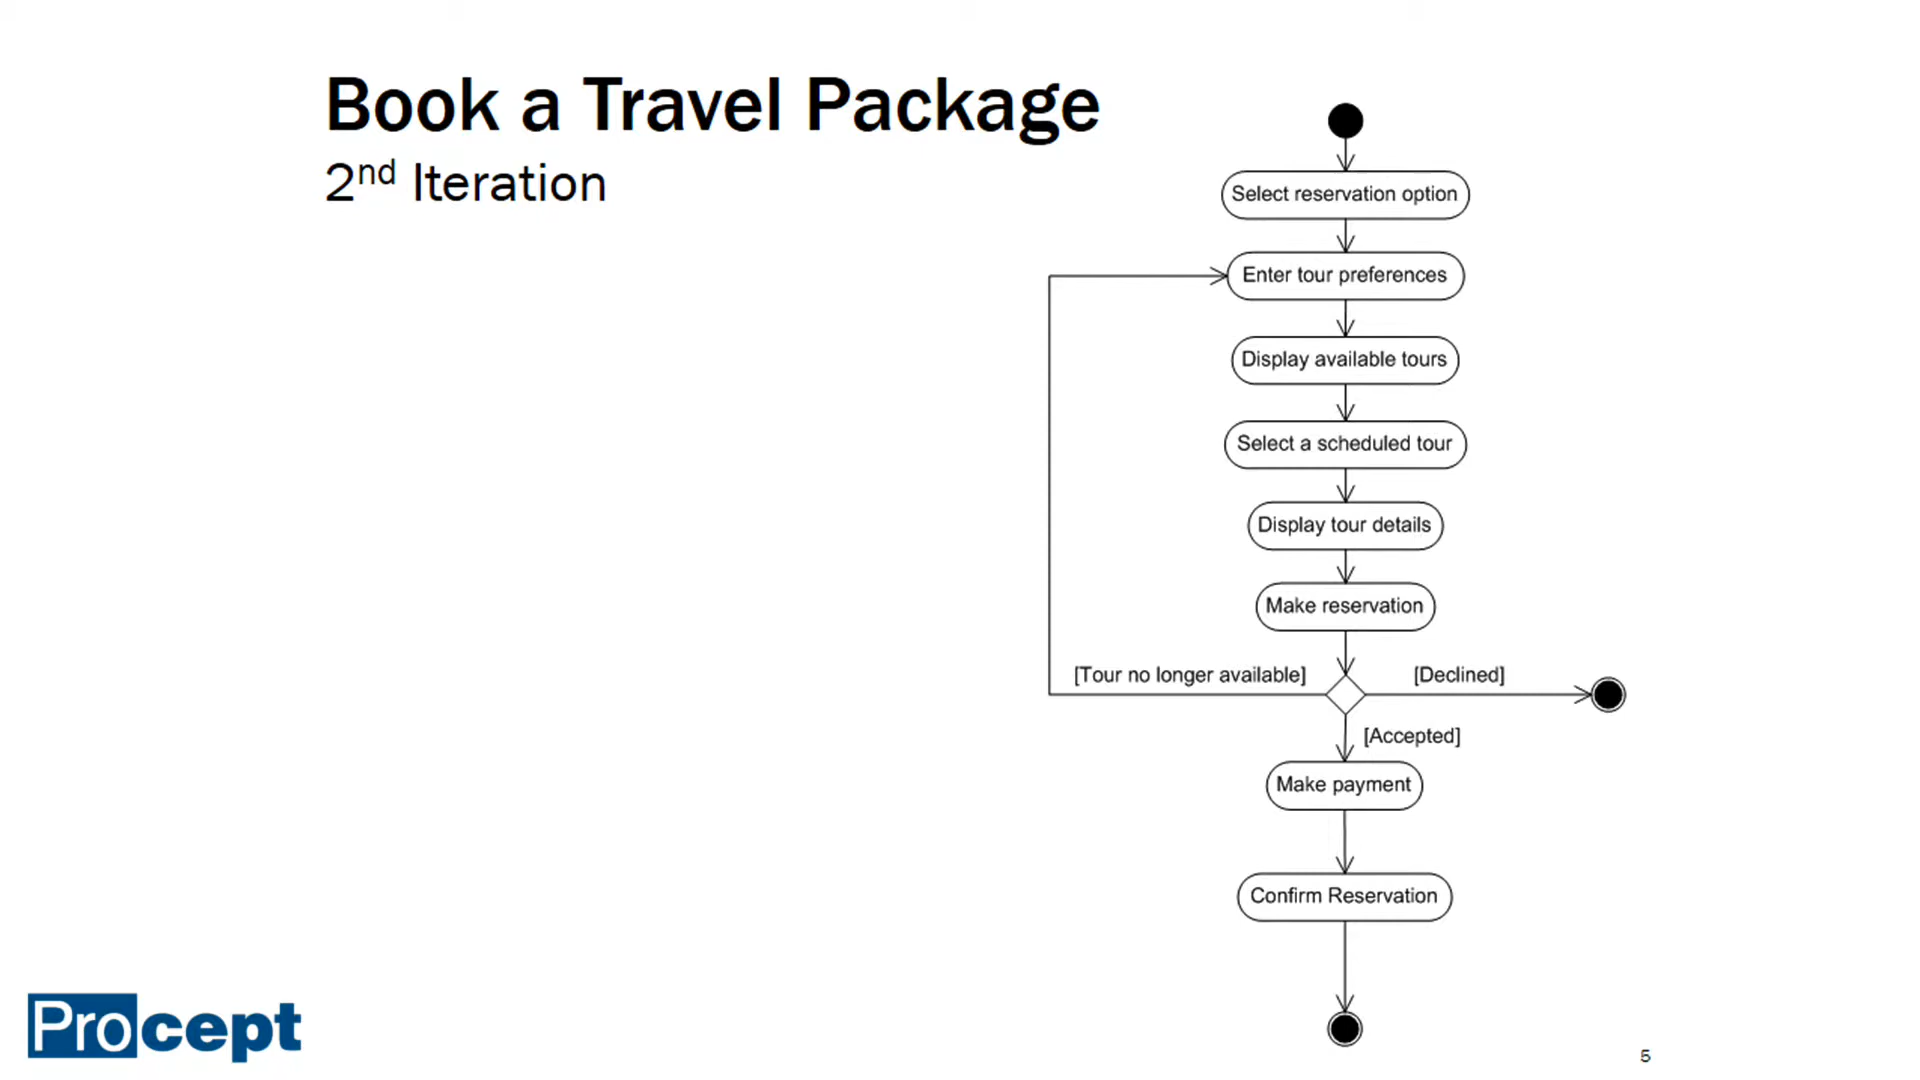 Book a Travel Package
2nd Iteration
Select reservation option
Enter tour preferences
Display available tours
Select a scheduled tour
Display tour details
Make reservation
[Tour no longer available]
[Declined]
[Accepted]
Make payment
Confirm Reservation
Procept
5